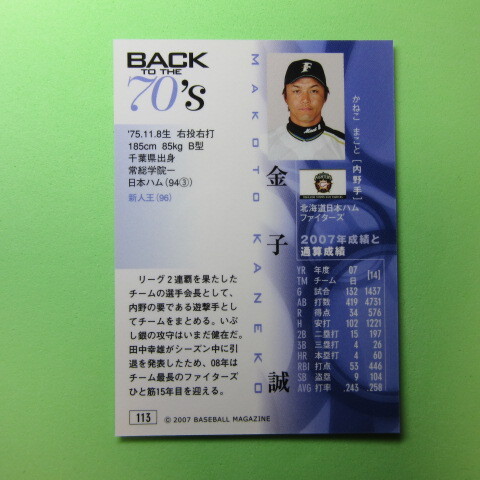 BACK
TO THE
70's
'75.11.8生 右投右打
185cm 85kg B型
千葉県出身
常総学院一
日本ハム（94③）
新人王（96）
リーグ２連覇を果たした
チームの選手会長として、
内野の要である遊撃手とし
てチームをまとめる。いぶ
し銀の攻守はいまだ健在だ。
田中幸雄がシーズン中に引
退を発表したため、08年は
チーム最長のファイターズ
ひと筋15年目を迎える。
113
© 2007 BASEBALL MAGAZINE
MAKOTO KANEKO
金子 誠
かねこ まこと［内野手］
北海道日本ハム
ファイターズ
2007年成績と
通算成績
YR 年度 07 [14]
TM チーム 日
G 試合 132 1437
AB 打数 419 4731
R 得点 34 576
H 安打 102 1221
2B 二塁打 15 197
3B 三塁打 4 26
HR 本塁打 4 60
RBI 打点 53 446
SB 盗塁 9 104
AVG 打率 .243 .258